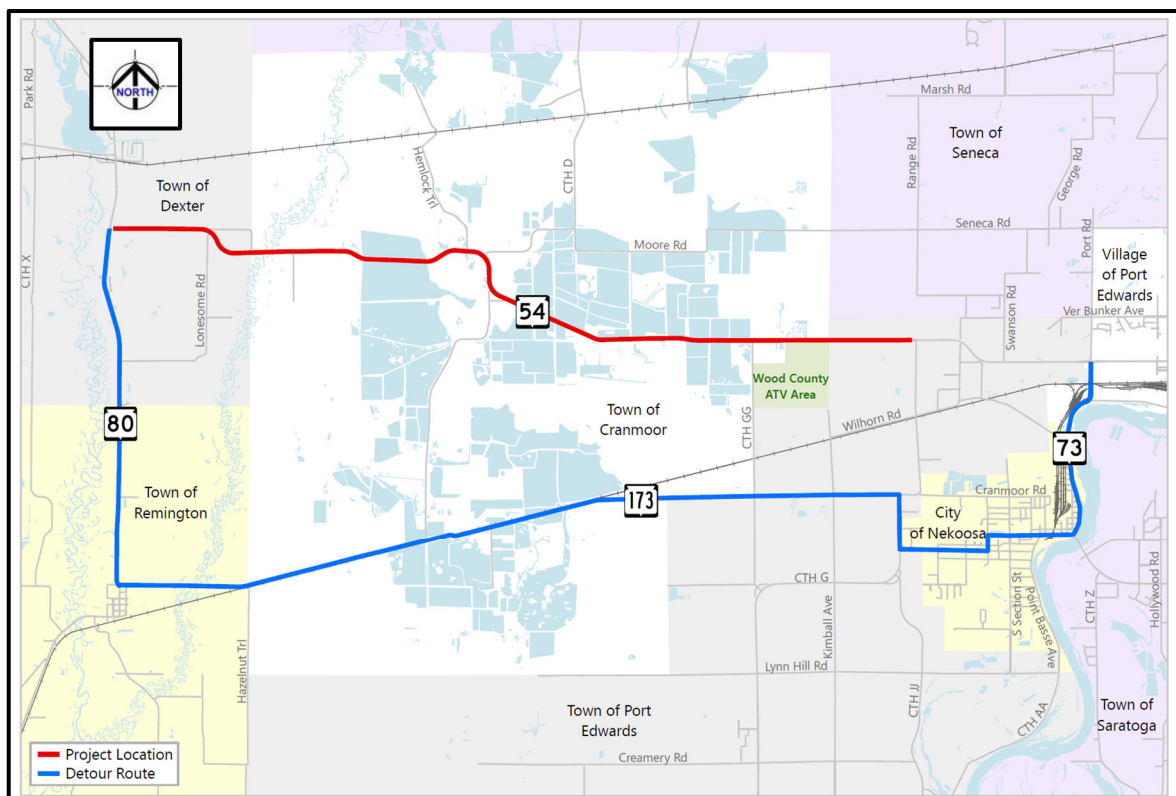 NORTH
Park Rd
Marsh Rd
Town of
Seneca
Hemlock Trl
CTH D
Range Rd
George Rd
Town of
Dexter
CTH X
Moore Rd
Seneca Rd
Port Rd
Village
of Port
Edwards
Lonesome Rd
54
Swanson Rd
Ver Bunker Ave
Wood County
ATV Area
Town of
Cranmoor
CTH GG
Wilhorn Rd
80
73
Town of
Remington
173
Cranmoor Rd
City
of Nekoosa
CTH G
Kimball Ave
S Section St
Point Basse Ave
CTH Z
Hollywood Rd
Hazelnut Trl
Lynn Hill Rd
CTH JJ
CTH AA
Town of Port
Edwards
Town of
Saratoga
Creamery Rd
Project Location
Detour Route